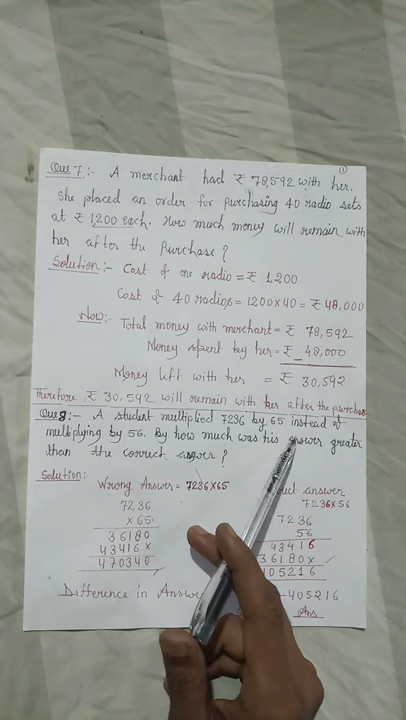 ①
Que 7:- A merchant had ₹ 78,592 with her.
She placed an order for purchasing 40 radio sets
at ₹ 1,200 each. How much money will remain with
her after the purchase?
Solution:- Cost of one radio = ₹ 1,200
Cost of 40 radios = 1200×40 = ₹ 48,000
Now:- Total money with merchant = ₹ 78,592
Money spent by her = ₹ - 48,000
Money left with her = ₹ 30,592
Therefore, ₹ 30,592 will remain with her after the purchase
Que 8:- A student multiplied 7236 by 65 instead of
multiplying by 56. By how much was his answer greater
than the correct
Solution:-
Wrong Answer = 7236×65
answer
7236×56
7236
×65
36180
43416×
470340
7236
56
43416
36180×
05216
Difference in Answer
-405216
Ans